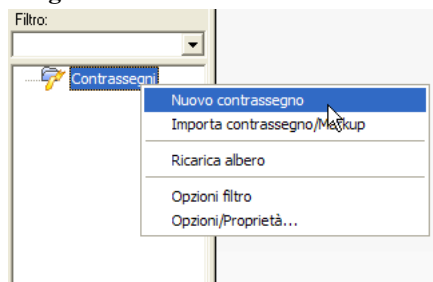 Filtro:
Contrassegni
Nuovo contrassegno
Importa contrassegno/Markup
Ricarica albero
Opzioni filtro
Opzioni/Proprietà...